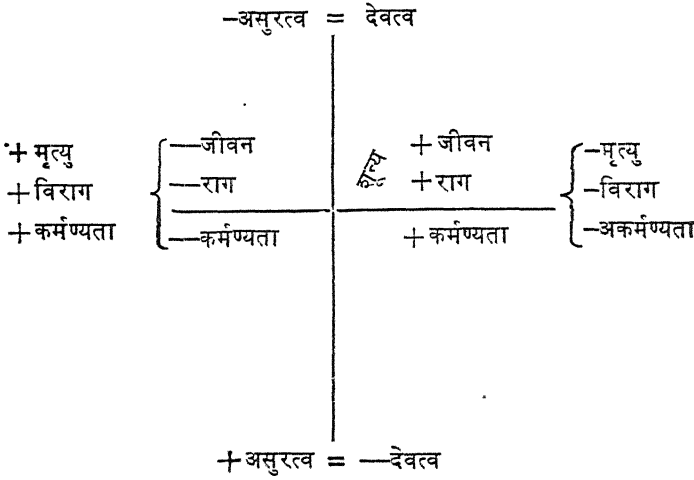 −असुरत्व = देवत्व
+मृत्यु −जीवन शून्य +जीवन −मृत्यु
+विराग −राग +राग −विराग
+कर्मण्यता −कर्मण्यता +कर्मण्यता −अकर्मण्यता
+असुरत्व = −देवत्व